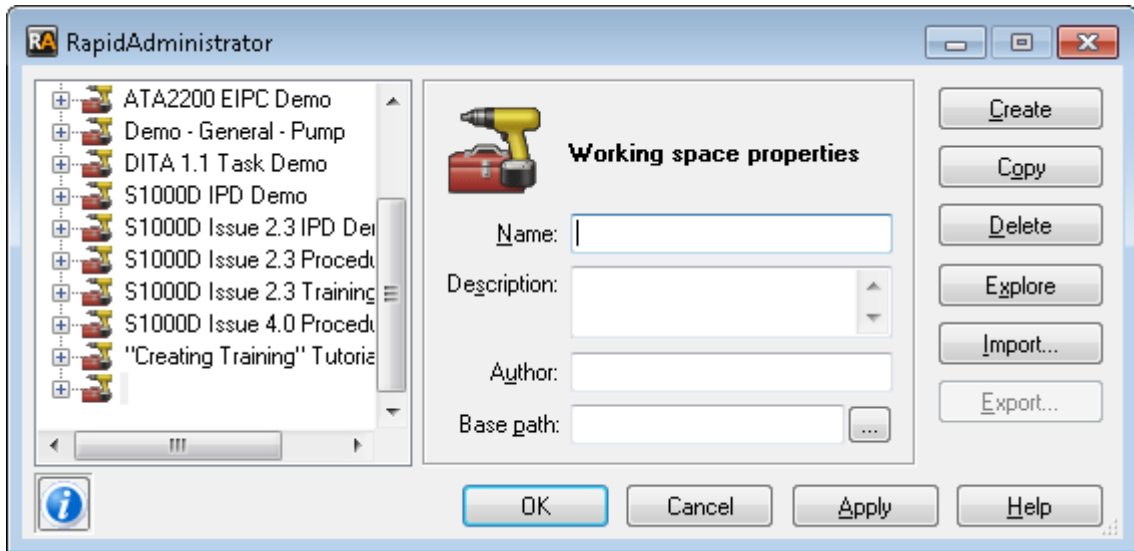 RA RapidAdministrator
ATA2200 EIPC Demo
Demo - General - Pump
DITA 1.1 Task Demo
S1000D IPD Demo
S1000D Issue 2.3 IPD Der
S1000D Issue 2.3 Procedu
S1000D Issue 2.3 Training
S1000D Issue 4.0 Procedu
"Creating Training" Tutoria
Working space properties
Name:
Description:
Author:
Base path:
...
Create
Copy
Delete
Explore
Import...
Export...
OK
Cancel
Apply
Help